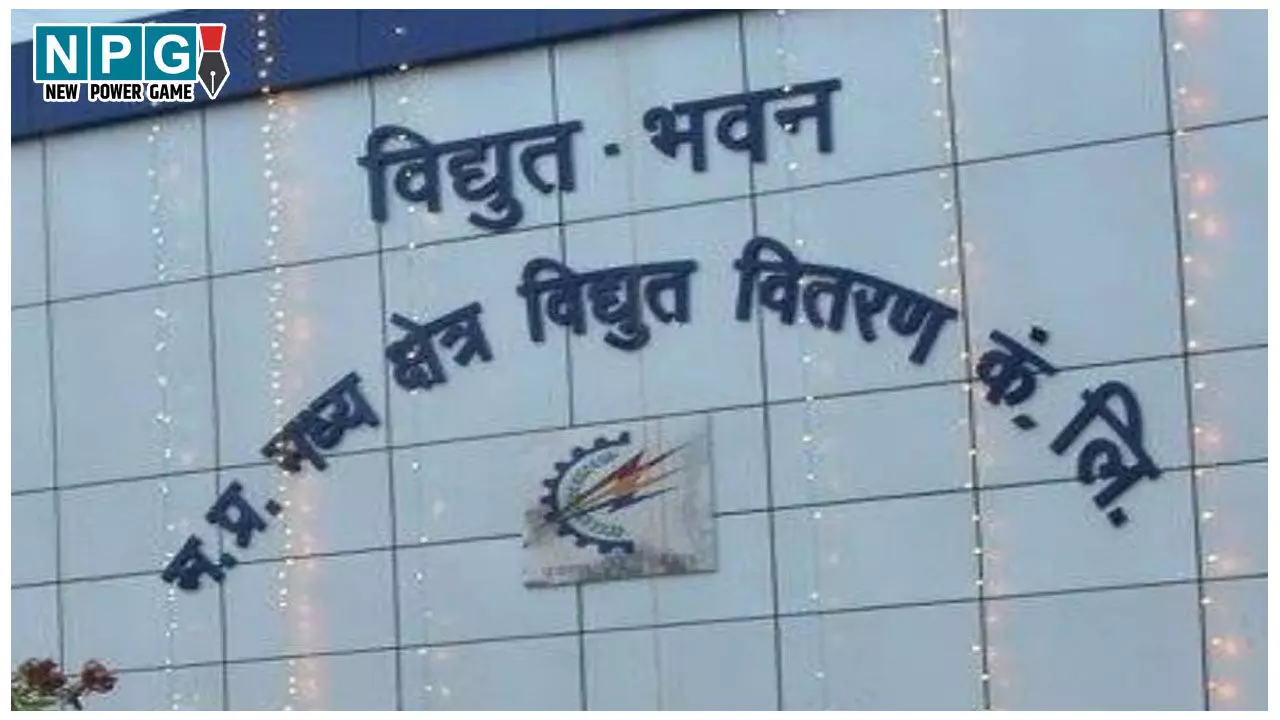 NPG
NEW POWER GAME
विद्युत - भवन
म.प्र. मध्य क्षेत्र विद्युत वितरण कं. लि.